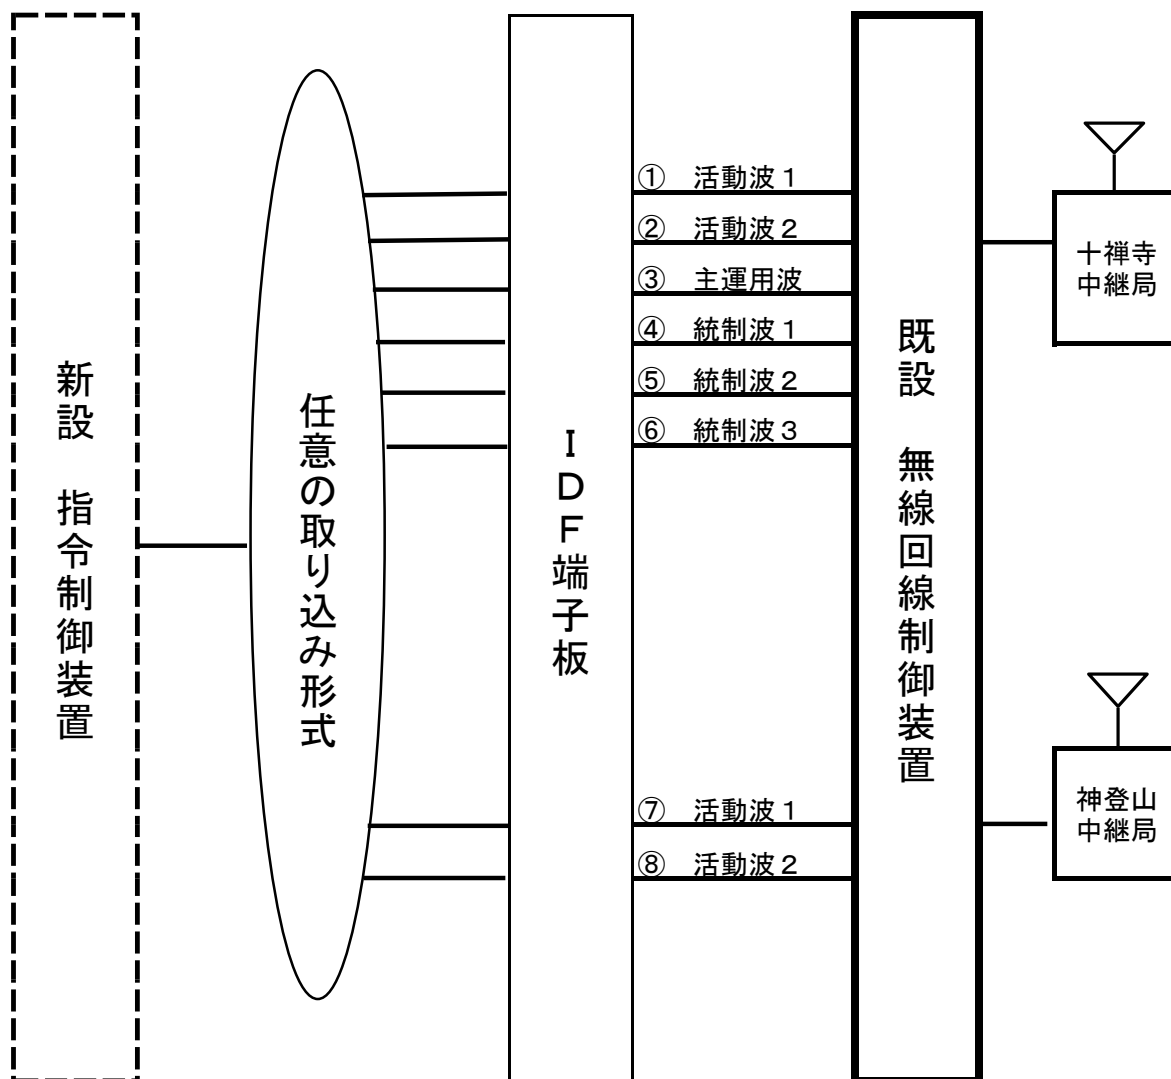 新設 指令制御装置
任意の取り込み形式
ＩＤＦ端子板
① 活動波１
② 活動波２
③ 主運用波
④ 統制波１
⑤ 統制波２
⑥ 統制波３
⑦ 活動波１
⑧ 活動波２
既設 無線回線制御装置
十禅寺
中継局
神登山
中継局